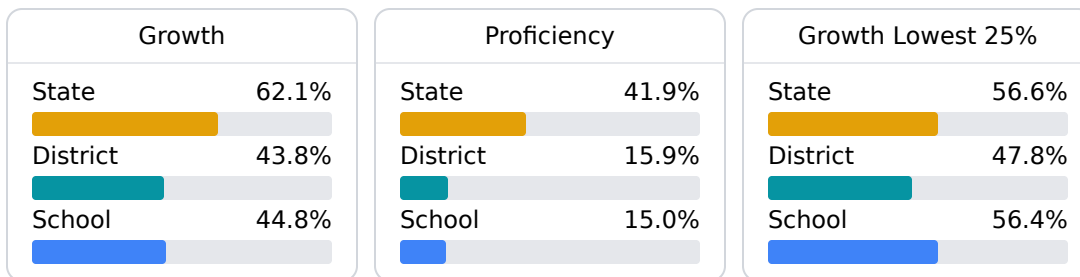 Growth
State 62.1%
District 43.8%
School 44.8%
Proficiency
State 41.9%
District 15.9%
School 15.0%
Growth Lowest 25%
State 56.6%
District 47.8%
School 56.4%